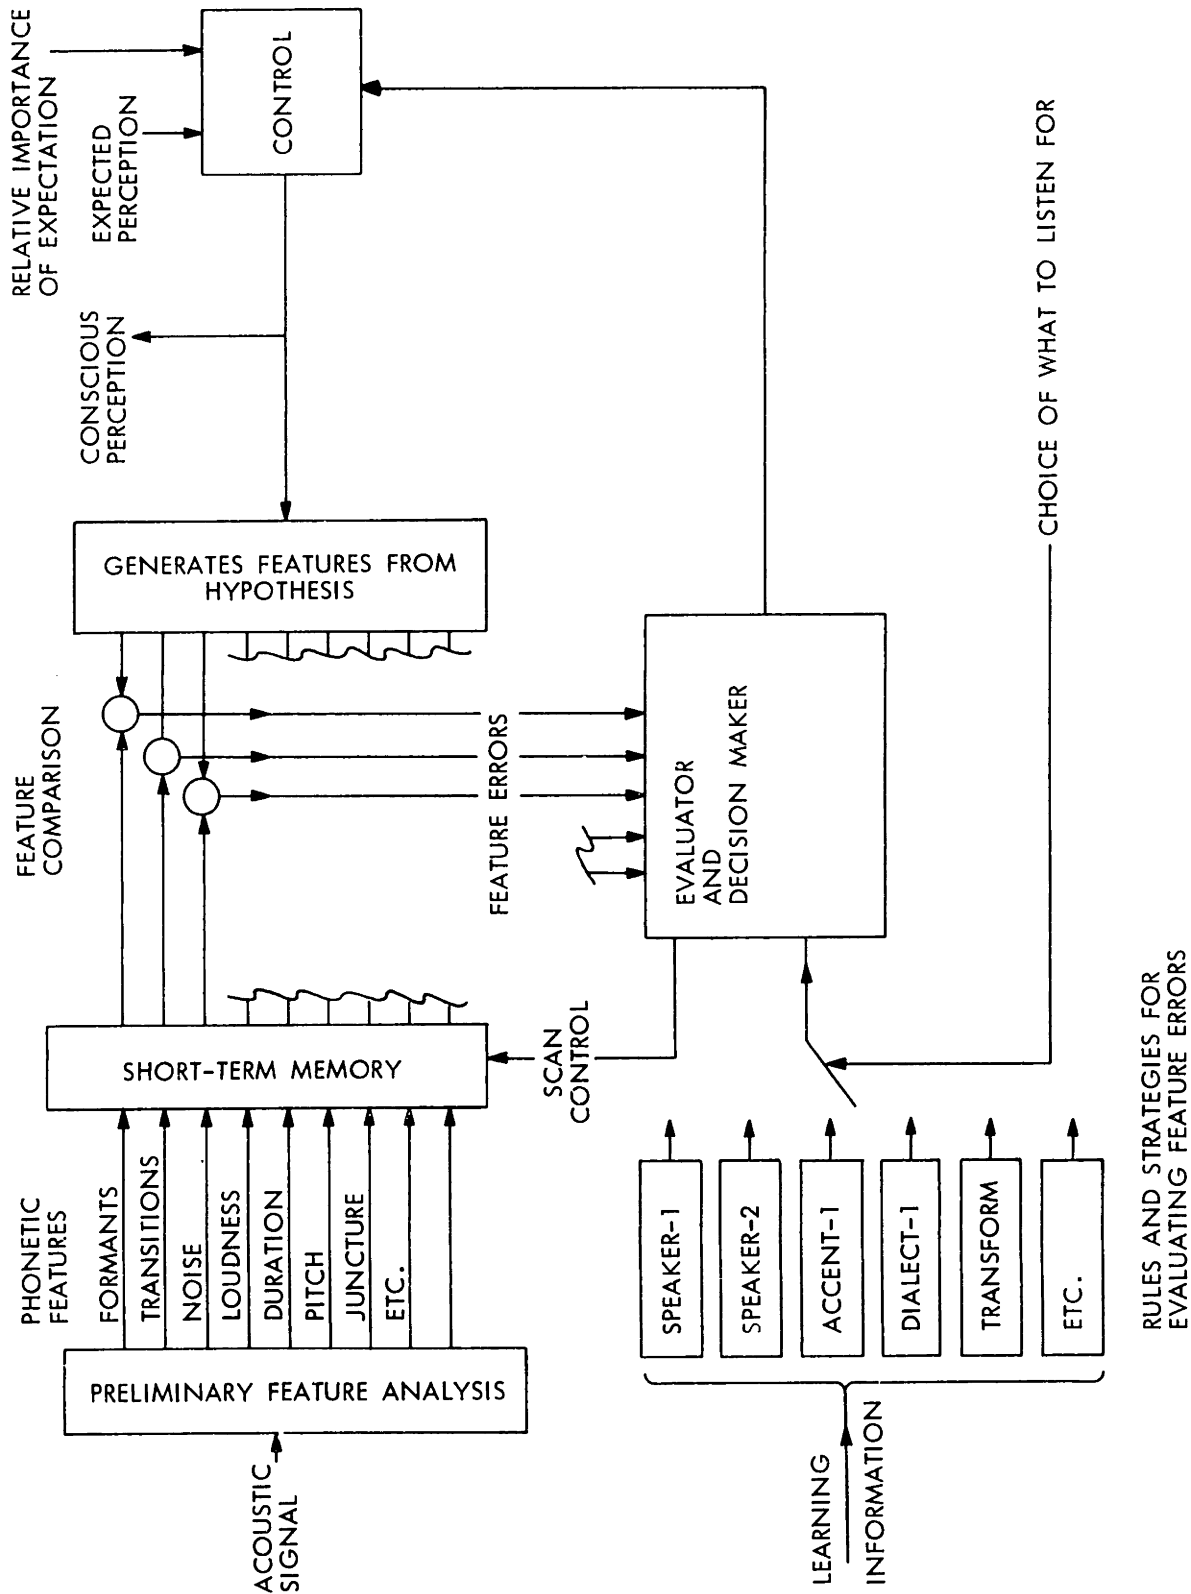 ACOUSTIC
SIGNAL
PRELIMINARY FEATURE ANALYSIS
PHONETIC
FEATURES
FORMANTS
TRANSITIONS
NOISE
LOUDNESS
DURATION
PITCH
JUNCTURE
ETC.
SHORT-TERM MEMORY
FEATURE
COMPARISON
GENERATES FEATURES FROM
HYPOTHESIS
CONSCIOUS
PERCEPTION
RELATIVE IMPORTANCE
OF EXPECTATION
EXPECTED
PERCEPTION
CONTROL
SCAN
CONTROL
FEATURE ERRORS
EVALUATOR
AND
DECISION MAKER
LEARNING
INFORMATION
SPEAKER-1
SPEAKER-2
ACCENT-1
DIALECT-1
TRANSFORM
ETC.
CHOICE OF WHAT TO LISTEN FOR
RULES AND STRATEGIES FOR
EVALUATING FEATURE ERRORS